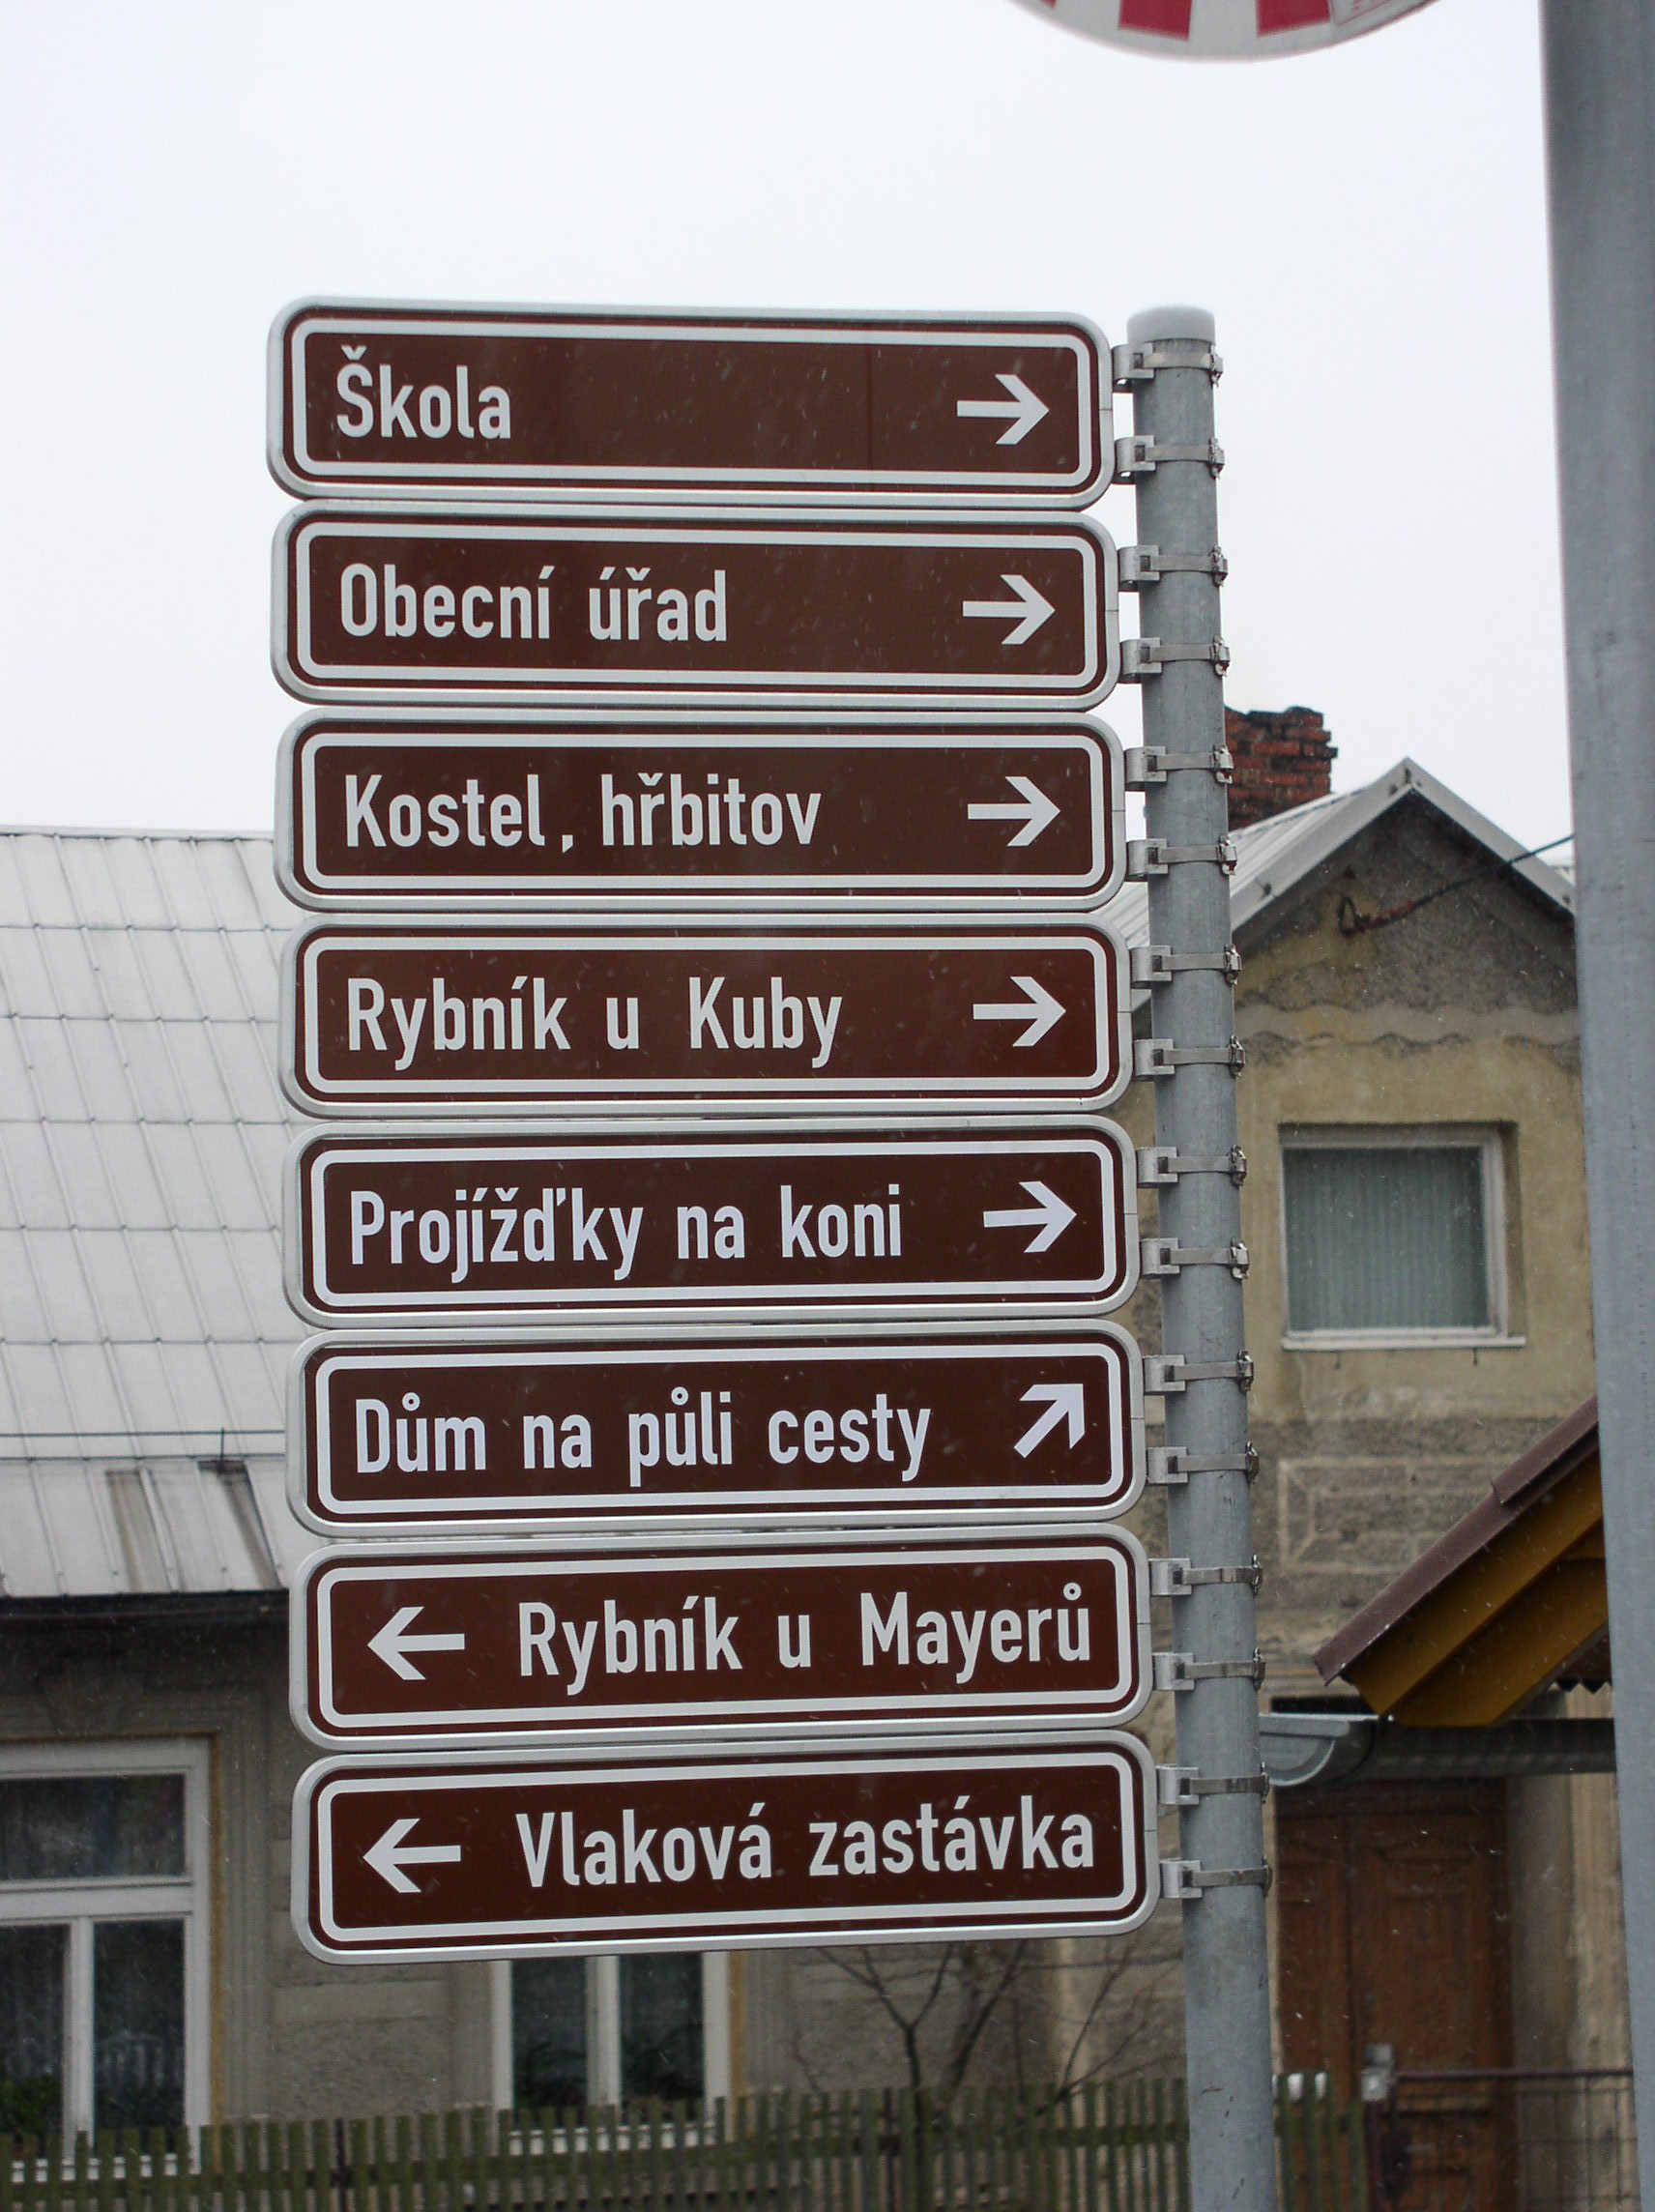 Škola
Obecní úřad
Kostel, hřbitov
Rybník u Kuby
Projížďky na koni
Dům na půli cesty
Rybník u Mayerů
Vlaková zastávka